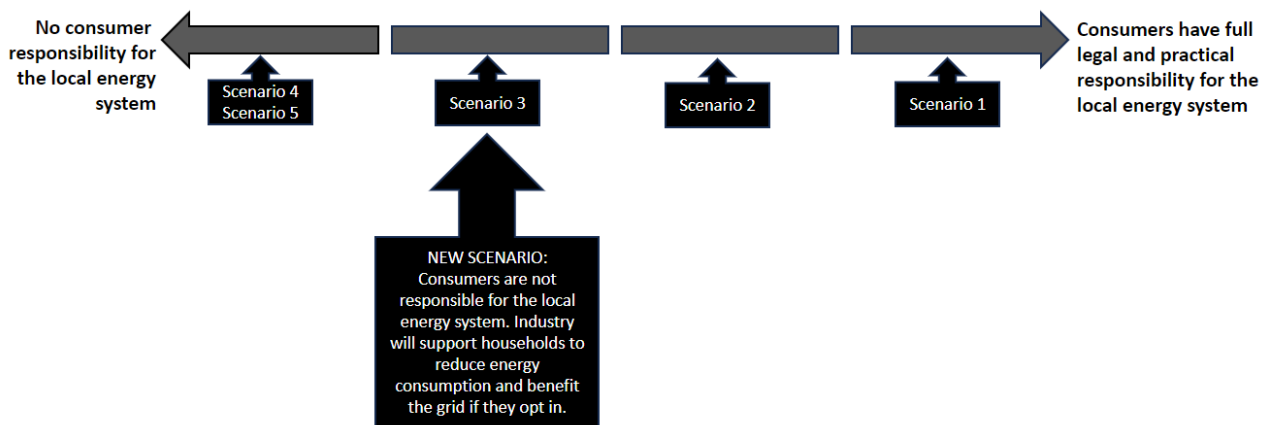 No consumer
responsibility for
the local energy
system
Consumers have full
legal and practical
responsibility for the
local energy system
Scenario 4
Scenario 5
Scenario 3
Scenario 2
Scenario 1
NEW SCENARIO:
Consumers are not
responsible for the local
energy system. Industry
will support households to
reduce energy
consumption and benefit
the grid if they opt in.